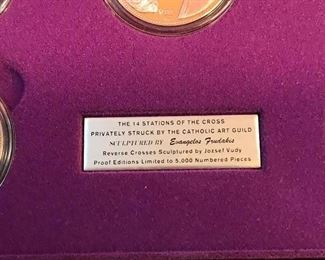 THE 14 STATIONS OF THE CROSS
PRIVATELY STRUCK BY THE CATHOLIC ART GUILD
SCULPTURED BY Evangelos Frudakis
Reverse Crosses Sculptured by Jozsef Vudy
Proof Editions Limited to 5,000 Numbered Pieces